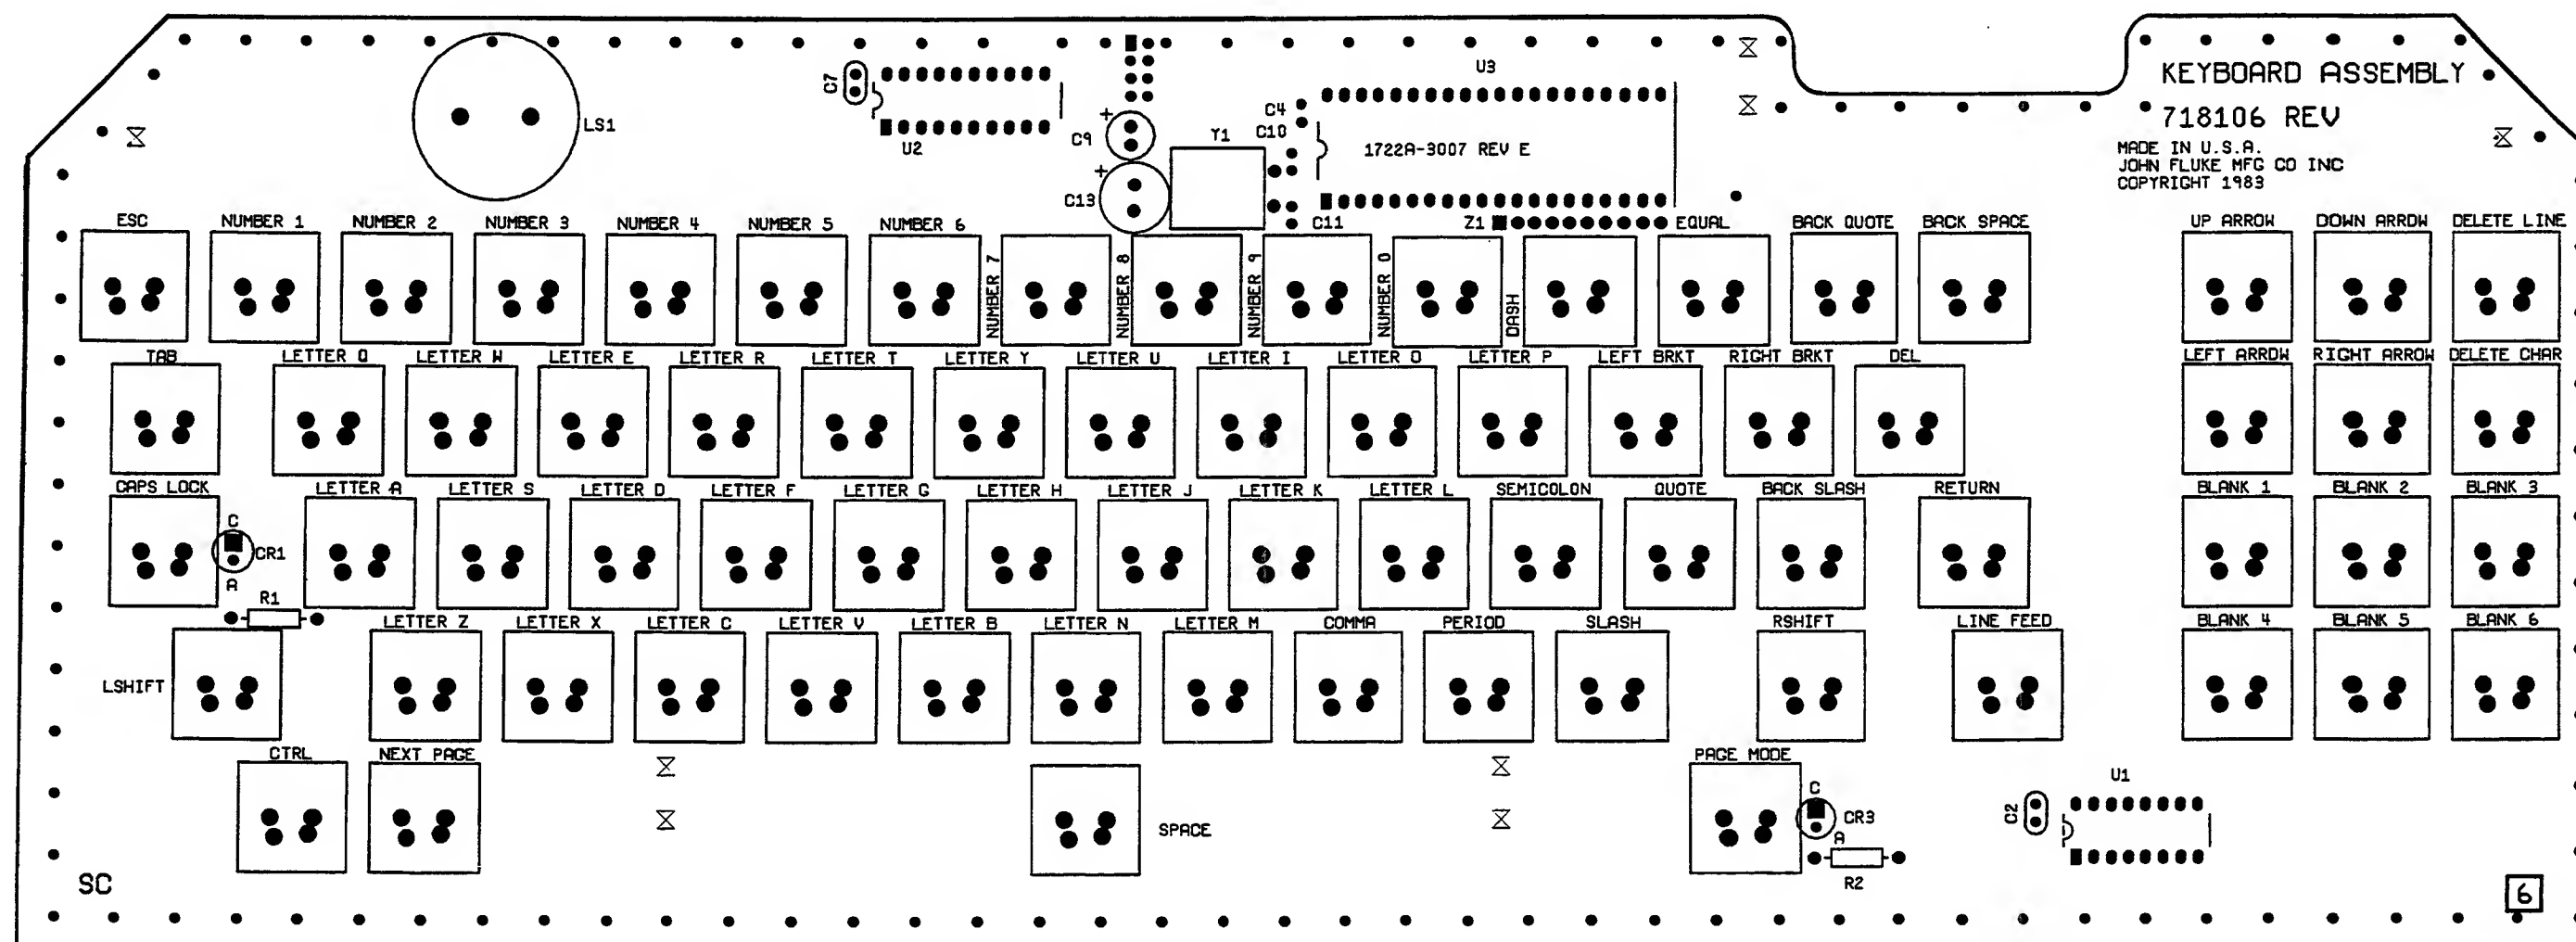 KEYBOARD ASSEMBLY
718106 REV
MADE IN U.S.A.
JOHN FLUKE MFG CO INC
COPYRIGHT 1983
LS1
C7
U2
C9
+
C13
+
Y1
C4
C10
C11
U3
1722A-3007 REV E
Z1
ESC NUMBER 1 NUMBER 2 NUMBER 3 NUMBER 4 NUMBER 5 NUMBER 6 NUMBER 7 NUMBER 8 NUMBER 9 NUMBER 0 DASH EQUAL BACK QUOTE BACK SPACE UP ARROW DOWN ARROW DELETE LINE
TAB LETTER Q LETTER W LETTER E LETTER R LETTER T LETTER Y LETTER U LETTER I LETTER O LETTER P LEFT BRKT RIGHT BRKT DEL LEFT ARROW RIGHT ARROW DELETE CHAR
CAPS LOCK LETTER A LETTER S LETTER D LETTER F LETTER G LETTER H LETTER J LETTER K LETTER L SEMICOLON QUOTE BACK SLASH RETURN BLANK 1 BLANK 2 BLANK 3
C
CR1
A
R1
LSHIFT LETTER Z LETTER X LETTER C LETTER V LETTER B LETTER N LETTER M COMMA PERIOD SLASH RSHIFT LINE FEED BLANK 4 BLANK 5 BLANK 6
CTRL NEXT PAGE SPACE PAGE MODE
C
CR3
A
R2
C2
U1
SC
6